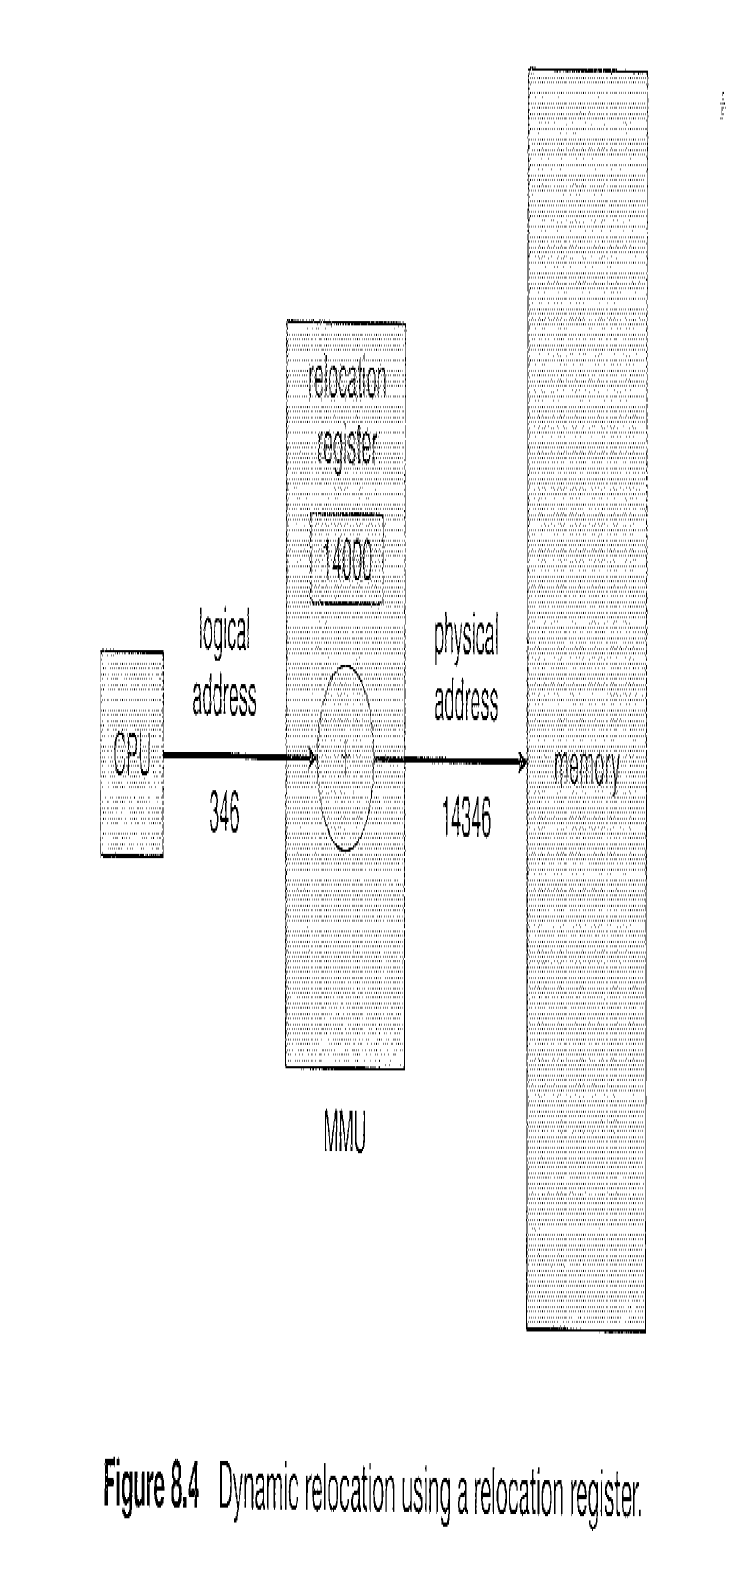 relocation
register
14000
logical
address
physical
address
CPU
+
memory
346
14346
MMU
Figure 8.4 Dynamic relocation using a relocation register.